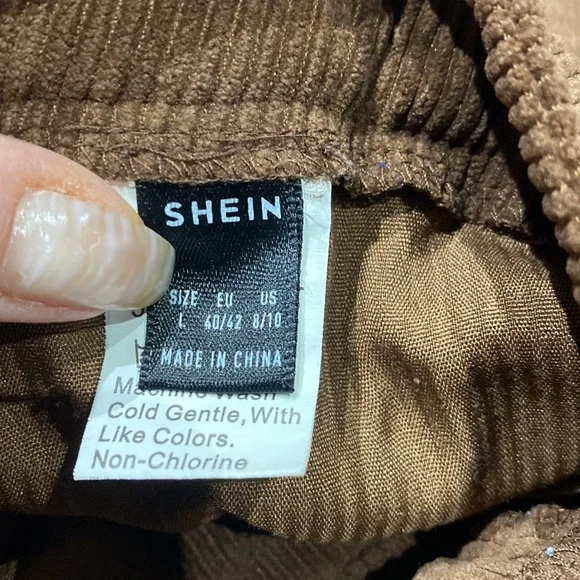 SHEIN
SIZE EU US
L 40/42 8/10
MADE IN CHINA
Machine Wash
Cold Gentle, With
Like Colors.
Non-Chlorine